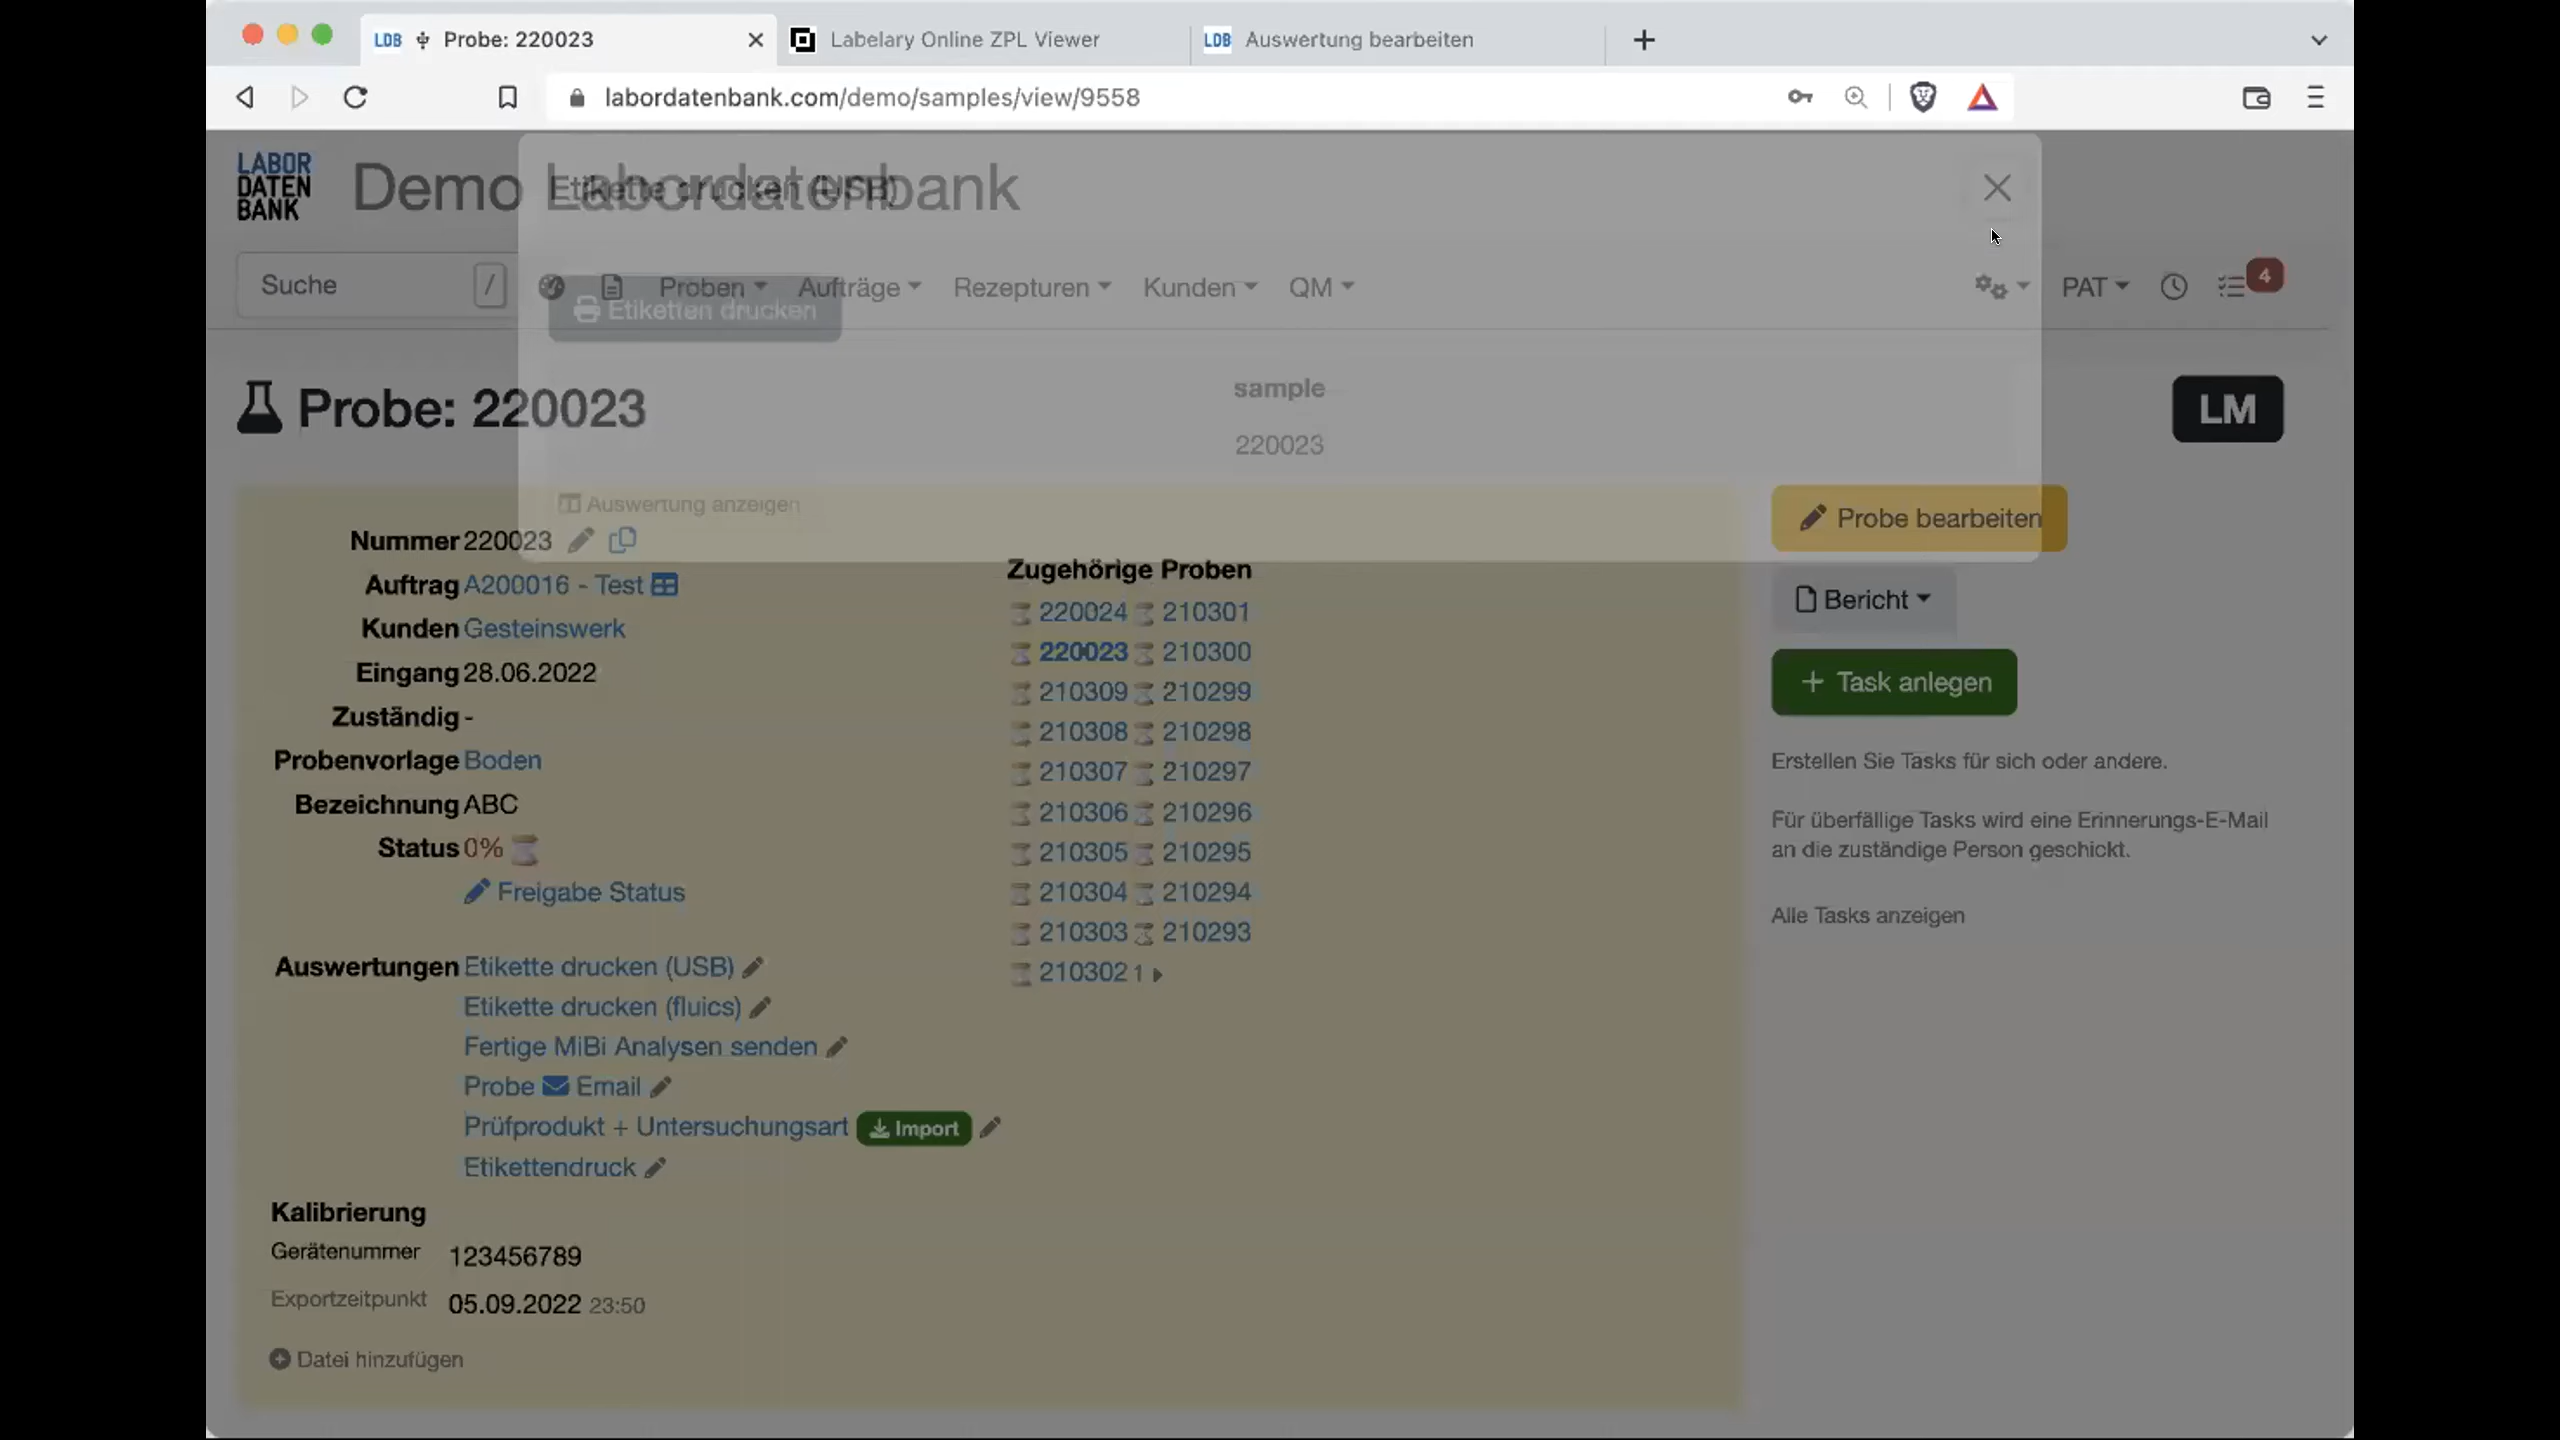 LDB Probe: 220023
Labelary Online ZPL Viewer
LDB Auswertung bearbeiten
labordatenbank.com/demo/samples/view/9558
LABOR
DATEN
BANK
Demo Labordatenbank
Etikette drucken (USB)
Suche /
Proben Aufträge Rezepturen Kunden QM
PAT 4
Etiketten drucken
sample
220023
Probe: 220023
LM
Auswertung anzeigen
Nummer 220023
Auftrag A200016 - Test
Kunden Gesteinswerk
Eingang 28.06.2022
Zuständig -
Probenvorlage Boden
Bezeichnung ABC
Status 0%
Freigabe Status
Auswertungen Etikette drucken (USB)
Etikette drucken (fluics)
Fertige MiBi Analysen senden
Probe Email
Prüfprodukt + Untersuchungsart Import
Etikettendruck
Kalibrierung
Gerätenummer 123456789
Exportzeitpunkt 05.09.2022 23:50
Datei hinzufügen
Zugehörige Proben
220024 210301
220023 210300
210309 210299
210308 210298
210307 210297
210306 210296
210305 210295
210304 210294
210303 210293
210302 1
Probe bearbeiten
Bericht
+ Task anlegen
Erstellen Sie Tasks für sich oder andere.
Für überfällige Tasks wird eine Erinnerungs-E-Mail
an die zuständige Person geschickt.
Alle Tasks anzeigen